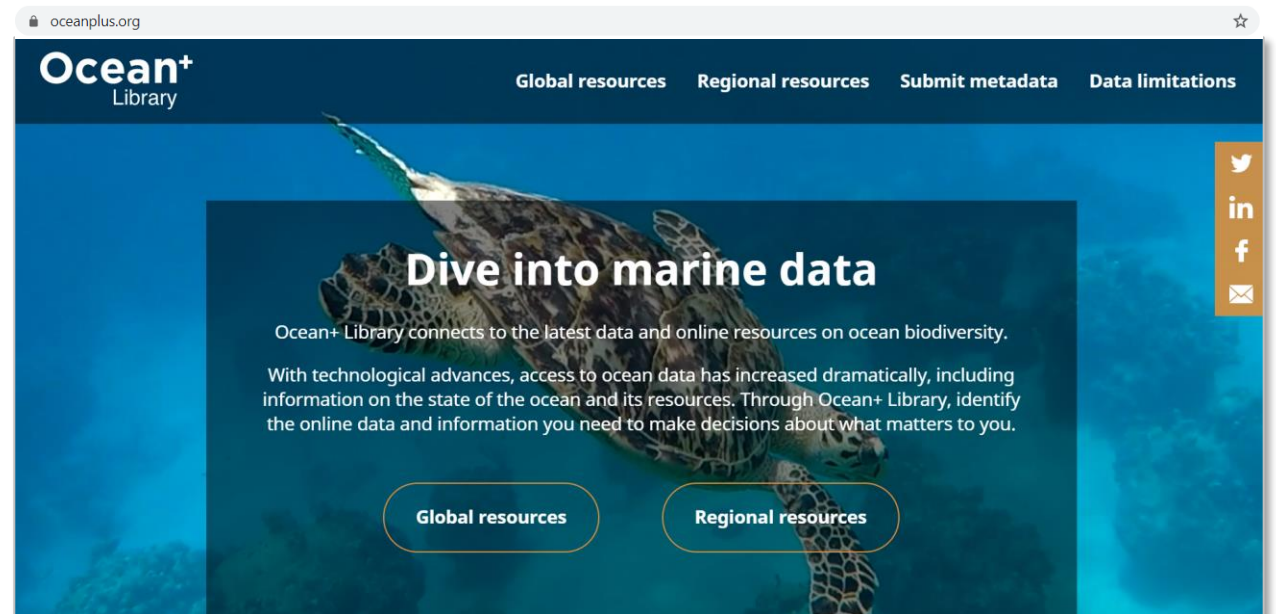 oceanplus.org
Ocean+
Library
Global resources Regional resources Submit metadata Data limitations
in
f
Dive into marine data
Ocean+ Library connects to the latest data and online resources on ocean biodiversity.
With technological advances, access to ocean data has increased dramatically, including
information on the state of the ocean and its resources. Through Ocean+ Library, identify
the online data and information you need to make decisions about what matters to you.
Global resources Regional resources